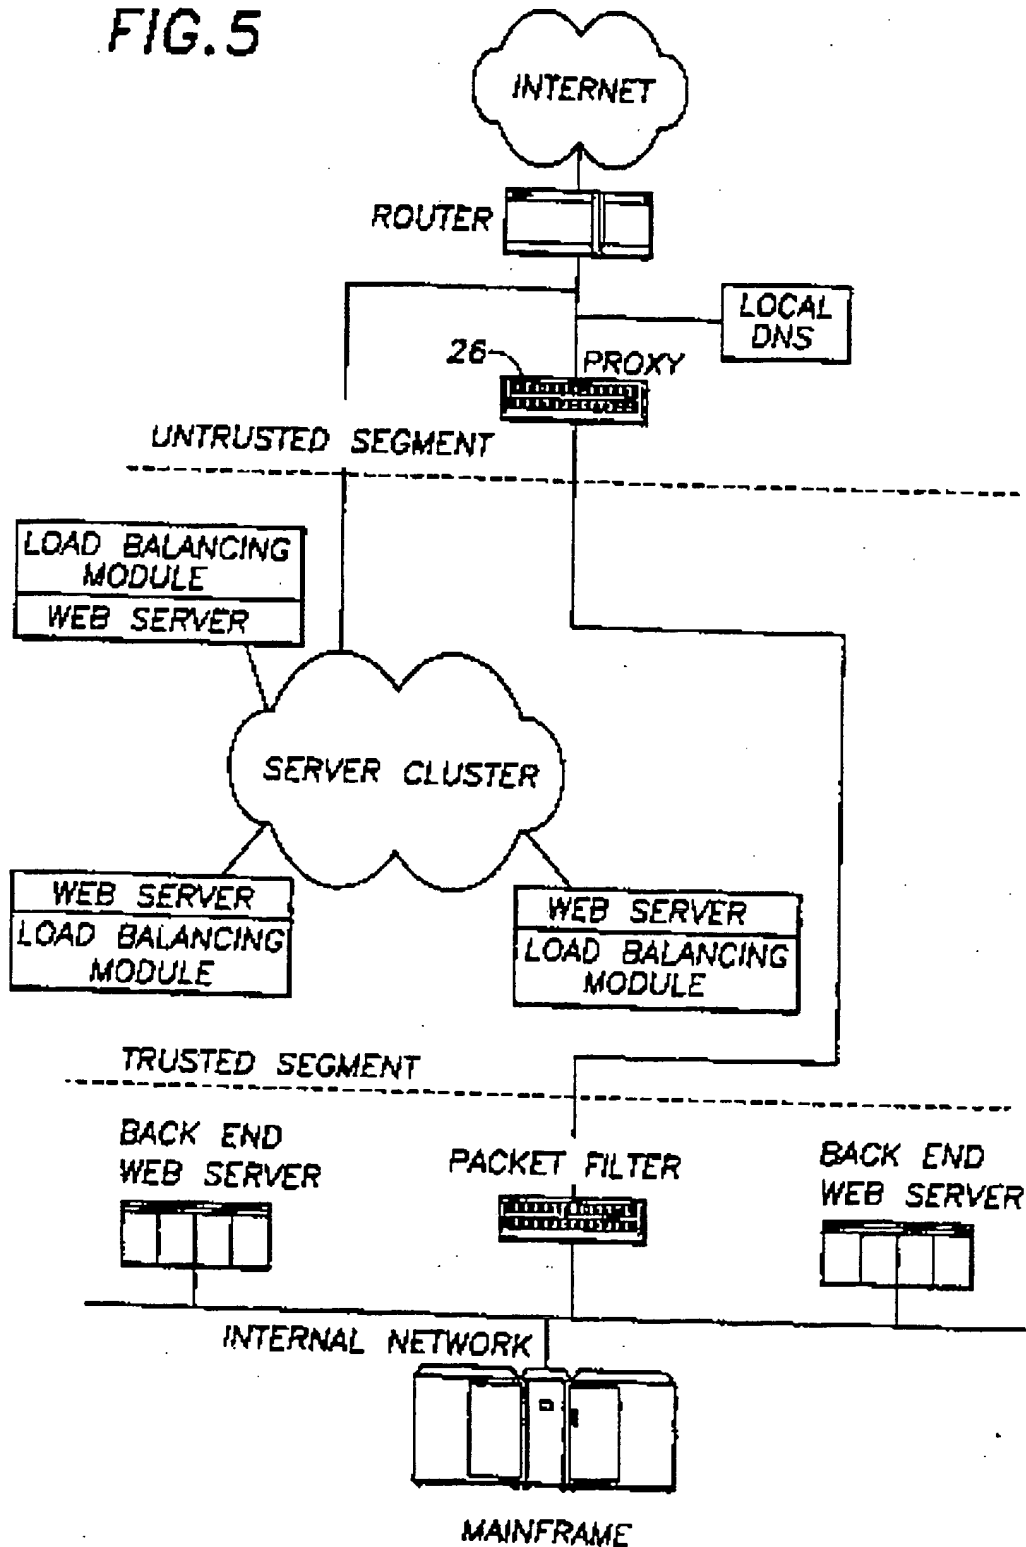 FIG.5
INTERNET
ROUTER
LOCAL
DNS
26
PROXY
UNTRUSTED SEGMENT
LOAD BALANCING
MODULE
WEB SERVER
SERVER CLUSTER
WEB SERVER
LOAD BALANCING
MODULE
WEB SERVER
LOAD BALANCING
MODULE
TRUSTED SEGMENT
BACK END
WEB SERVER
PACKET FILTER
BACK END
WEB SERVER
INTERNAL NETWORK
MAINFRAME